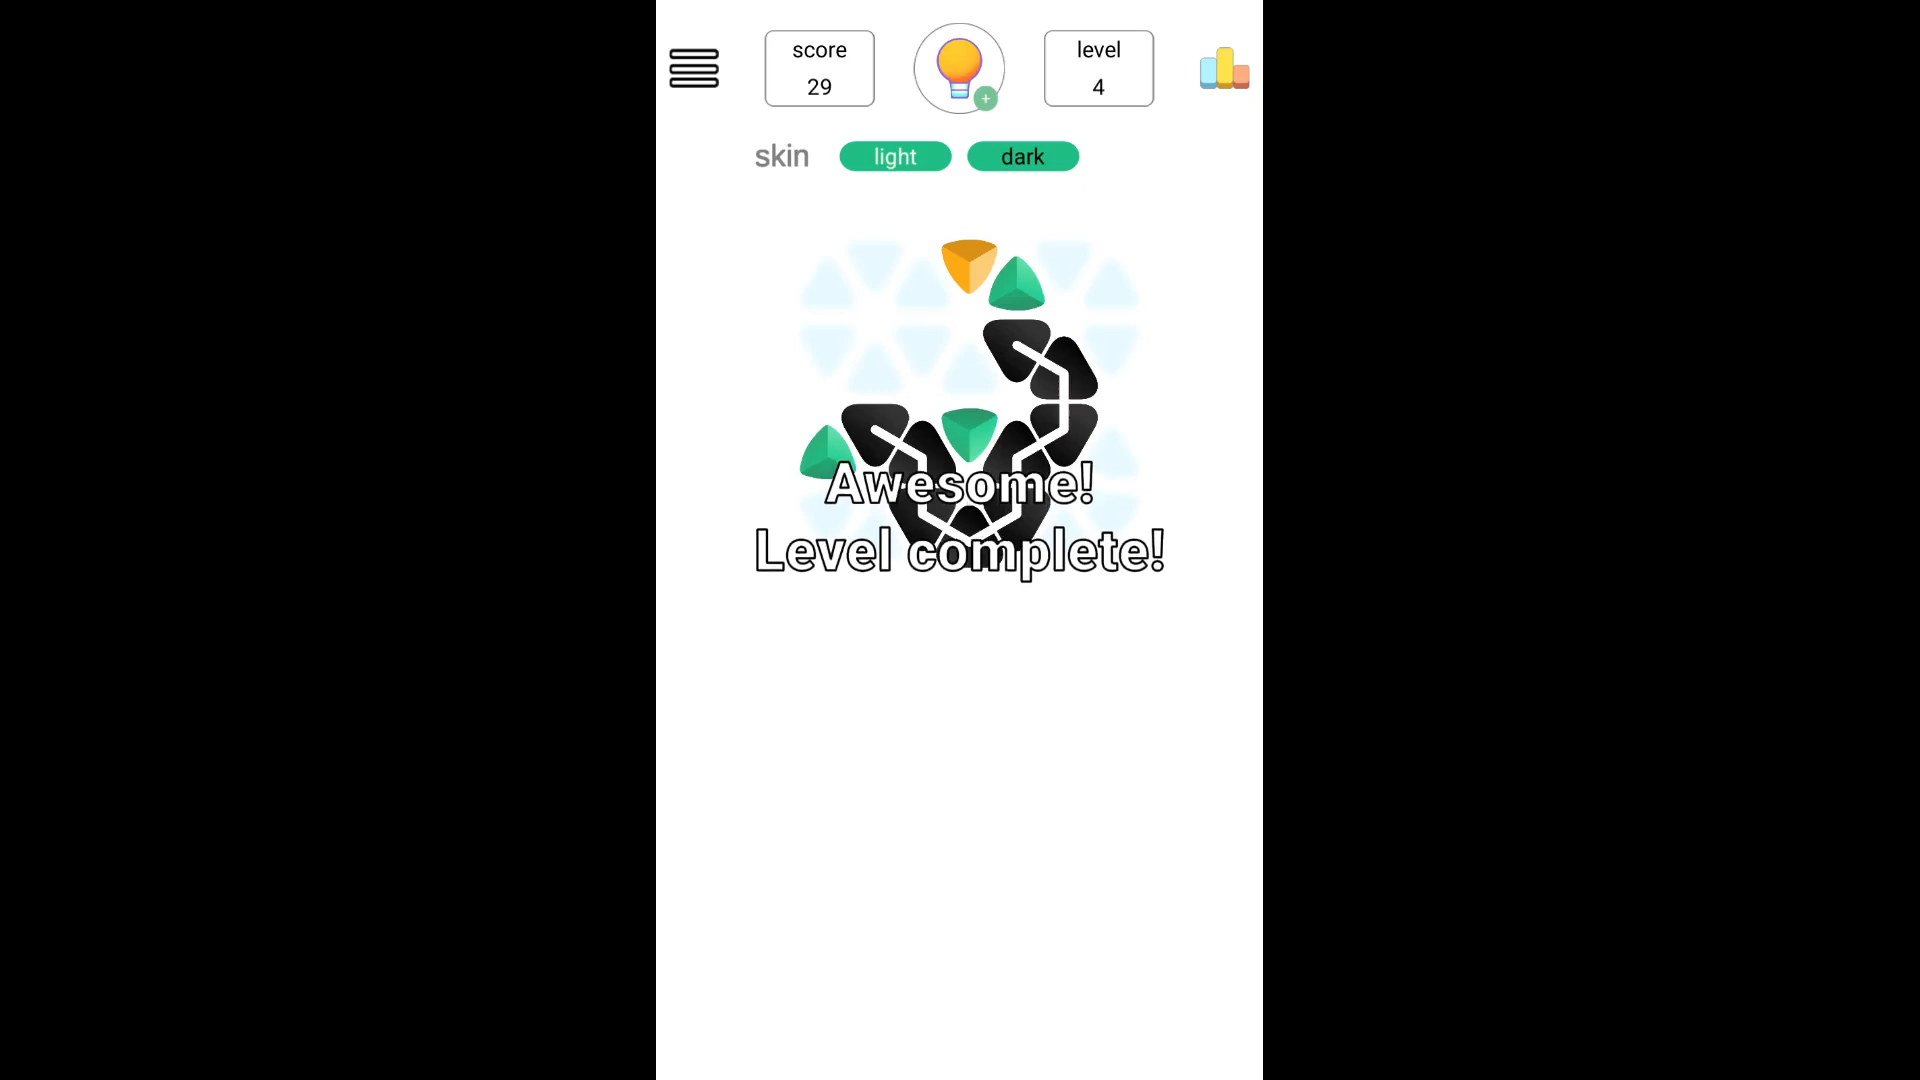 score
29
+
level
4
skin
light
dark
Awesome!
Level complete!